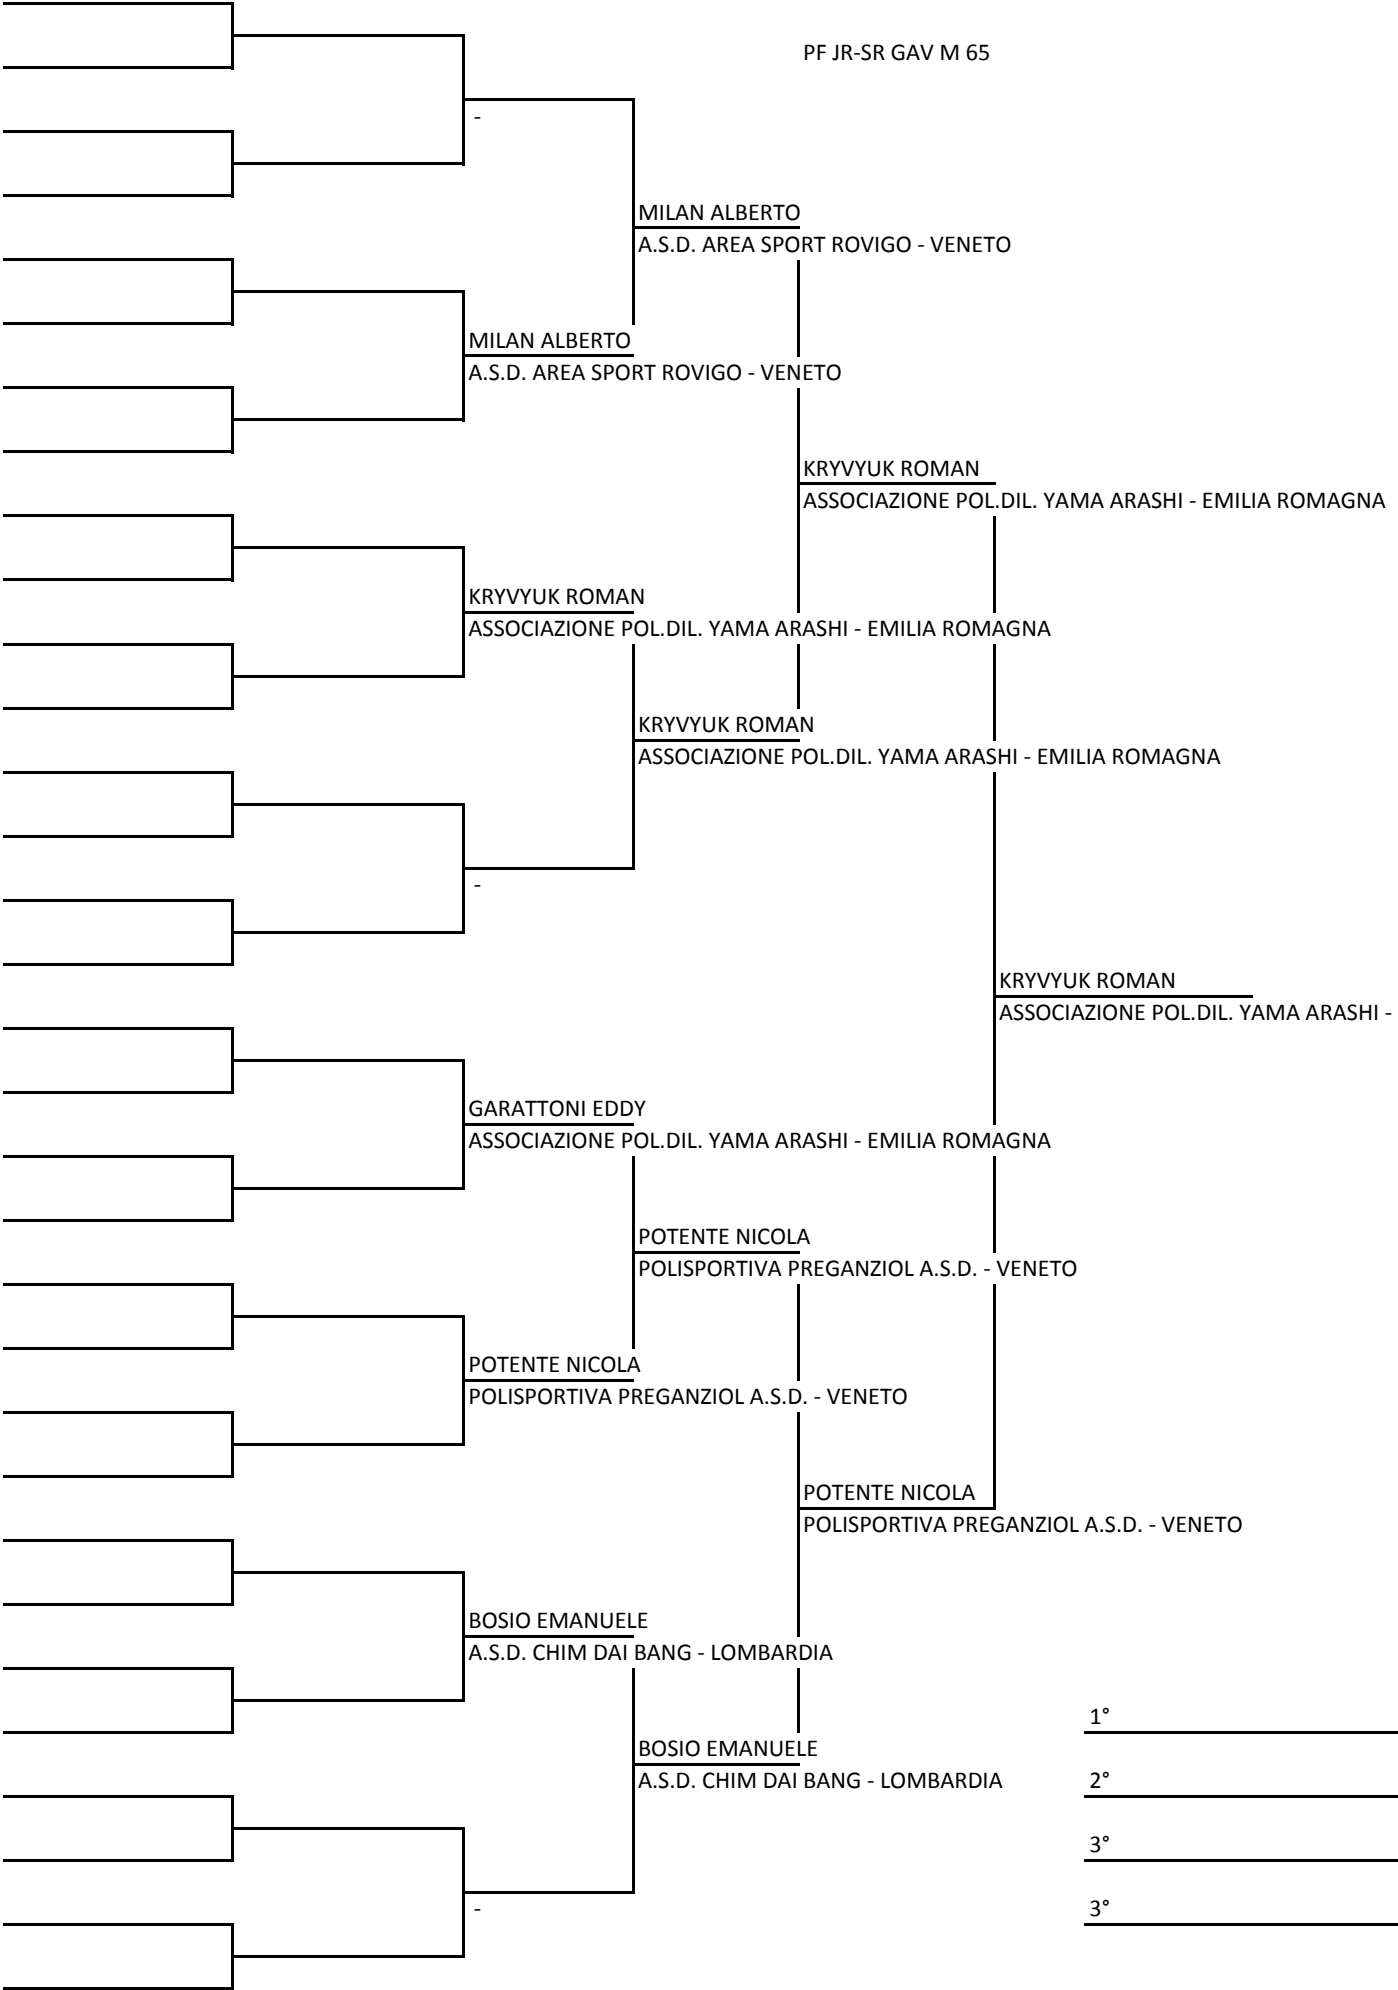 PF JR-SR GAV M 65
-
MILAN ALBERTO
A.S.D. AREA SPORT ROVIGO - VENETO
MILAN ALBERTO
A.S.D. AREA SPORT ROVIGO - VENETO
KRYVYUK ROMAN
ASSOCIAZIONE POL.DIL. YAMA ARASHI - EMILIA ROMAGNA
KRYVYUK ROMAN
ASSOCIAZIONE POL.DIL. YAMA ARASHI - EMILIA ROMAGNA
KRYVYUK ROMAN
ASSOCIAZIONE POL.DIL. YAMA ARASHI - EMILIA ROMAGNA
-
KRYVYUK ROMAN
ASSOCIAZIONE POL.DIL. YAMA ARASHI -
GARATTONI EDDY
ASSOCIAZIONE POL.DIL. YAMA ARASHI - EMILIA ROMAGNA
POTENTE NICOLA
POLISPORTIVA PREGANZIOL A.S.D. - VENETO
POTENTE NICOLA
POLISPORTIVA PREGANZIOL A.S.D. - VENETO
POTENTE NICOLA
POLISPORTIVA PREGANZIOL A.S.D. - VENETO
BOSIO EMANUELE
A.S.D. CHIM DAI BANG - LOMBARDIA
1°
BOSIO EMANUELE
A.S.D. CHIM DAI BANG - LOMBARDIA
2°
3°
3°
-